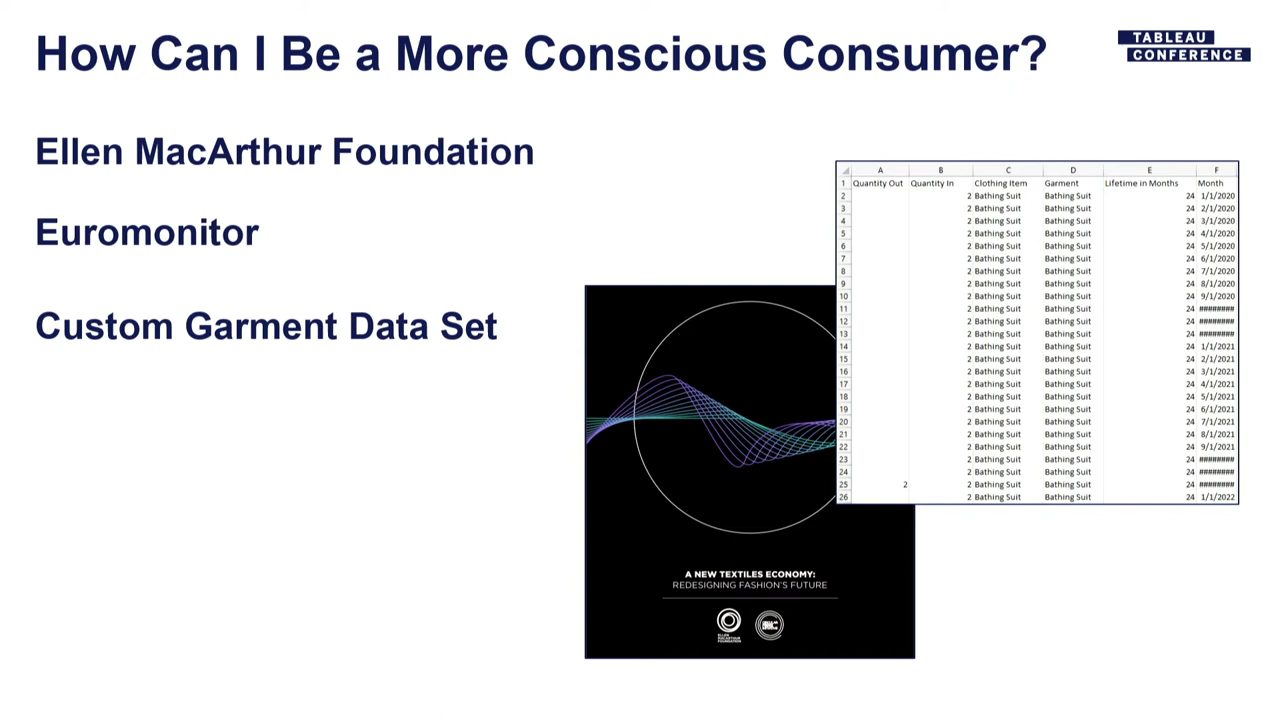 How Can I Be a More Conscious Consumer?
TABLEAU
CONFERENCE
Ellen MacArthur Foundation
Euromonitor
Custom Garment Data Set
A B C D E F
1 Quantity Out Quantity In Clothing Item Garment Lifetime in Months Month
2 2 Bathing Suit Bathing Suit 24 1/1/2020
3 2 Bathing Suit Bathing Suit 24 2/1/2020
4 2 Bathing Suit Bathing Suit 24 3/1/2020
5 2 Bathing Suit Bathing Suit 24 4/1/2020
6 2 Bathing Suit Bathing Suit 24 5/1/2020
7 2 Bathing Suit Bathing Suit 24 6/1/2020
8 2 Bathing Suit Bathing Suit 24 7/1/2020
9 2 Bathing Suit Bathing Suit 24 8/1/2020
10 2 Bathing Suit Bathing Suit 24 9/1/2020
11 2 Bathing Suit Bathing Suit 24 ########
12 2 Bathing Suit Bathing Suit 24 ########
13 2 Bathing Suit Bathing Suit 24 ########
14 2 Bathing Suit Bathing Suit 24 1/1/2021
15 2 Bathing Suit Bathing Suit 24 2/1/2021
16 2 Bathing Suit Bathing Suit 24 3/1/2021
17 2 Bathing Suit Bathing Suit 24 4/1/2021
18 2 Bathing Suit Bathing Suit 24 5/1/2021
19 2 Bathing Suit Bathing Suit 24 6/1/2021
20 2 Bathing Suit Bathing Suit 24 7/1/2021
21 2 Bathing Suit Bathing Suit 24 8/1/2021
22 2 Bathing Suit Bathing Suit 24 9/1/2021
23 2 Bathing Suit Bathing Suit 24 ########
24 2 Bathing Suit Bathing Suit 24 ########
25 2 2 Bathing Suit Bathing Suit 24 ########
26 2 Bathing Suit Bathing Suit 24 1/1/2022
A NEW TEXTILES ECONOMY:
REDESIGNING FASHION'S FUTURE
ELLEN
MACARTHUR
FOUNDATION